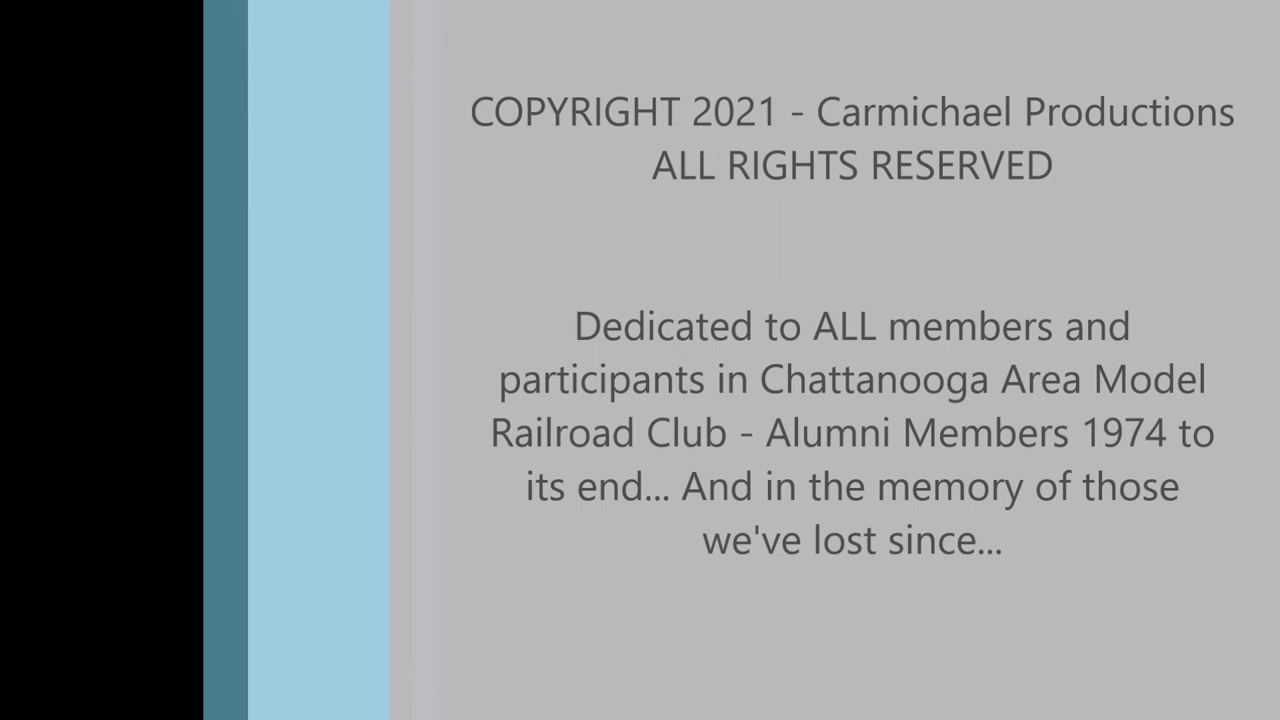 COPYRIGHT 2021 - Carmichael Productions
ALL RIGHTS RESERVED
Dedicated to ALL members and
participants in Chattanooga Area Model
Railroad Club - Alumni Members 1974 to
its end... And in the memory of those
we've lost since...